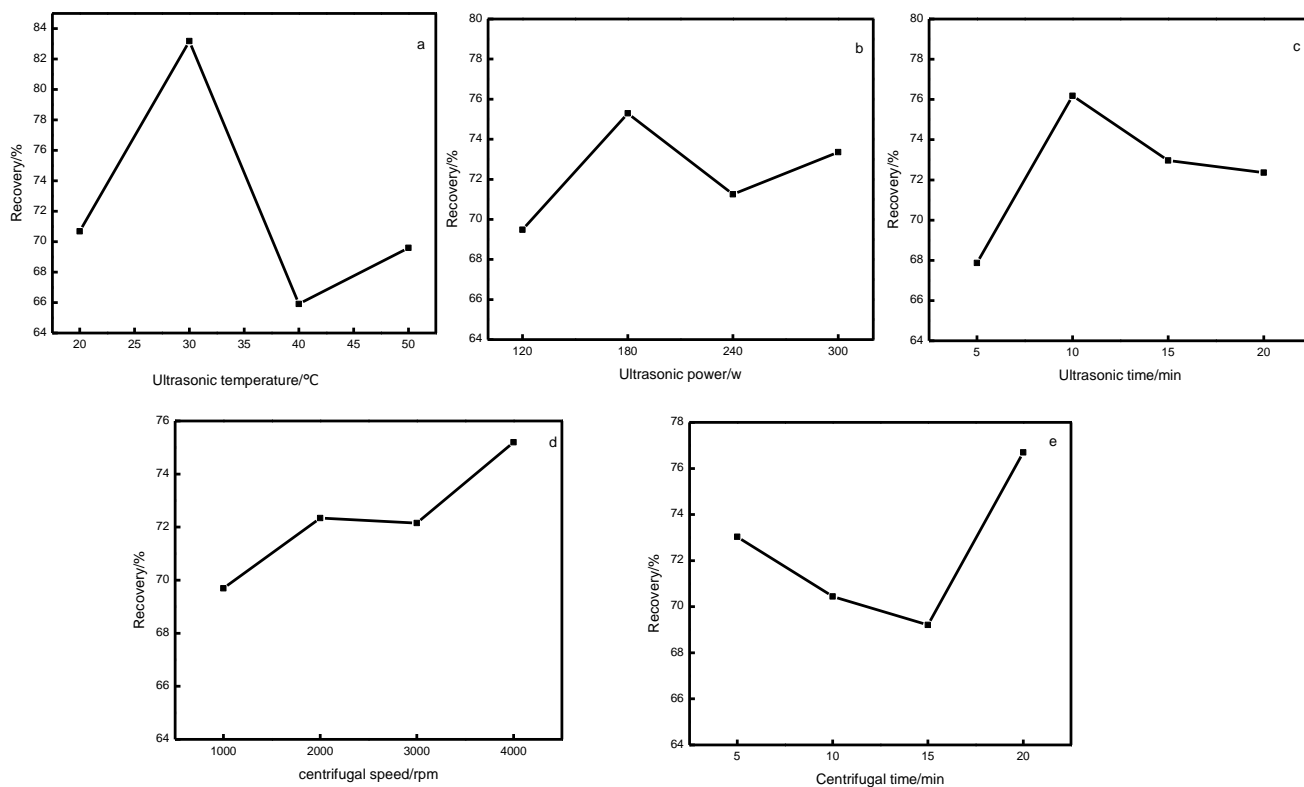 a
Recovery/%
84
82
80
78
76
74
72
70
68
66
64
20 25 30 35 40 45 50
Ultrasonic temperature/℃
b
Recovery/%
80
78
76
74
72
70
68
66
64
120 180 240 300
Ultrasonic power/w
c
Recovery/%
80
78
76
74
72
70
68
66
64
5 10 15 20
Ultrasonic time/min
d
Recovery/%
76
74
72
70
68
66
64
1000 2000 3000 4000
centrifugal speed/rpm
e
Recovery/%
78
76
74
72
70
68
66
64
5 10 15 20
Centrifugal time/min